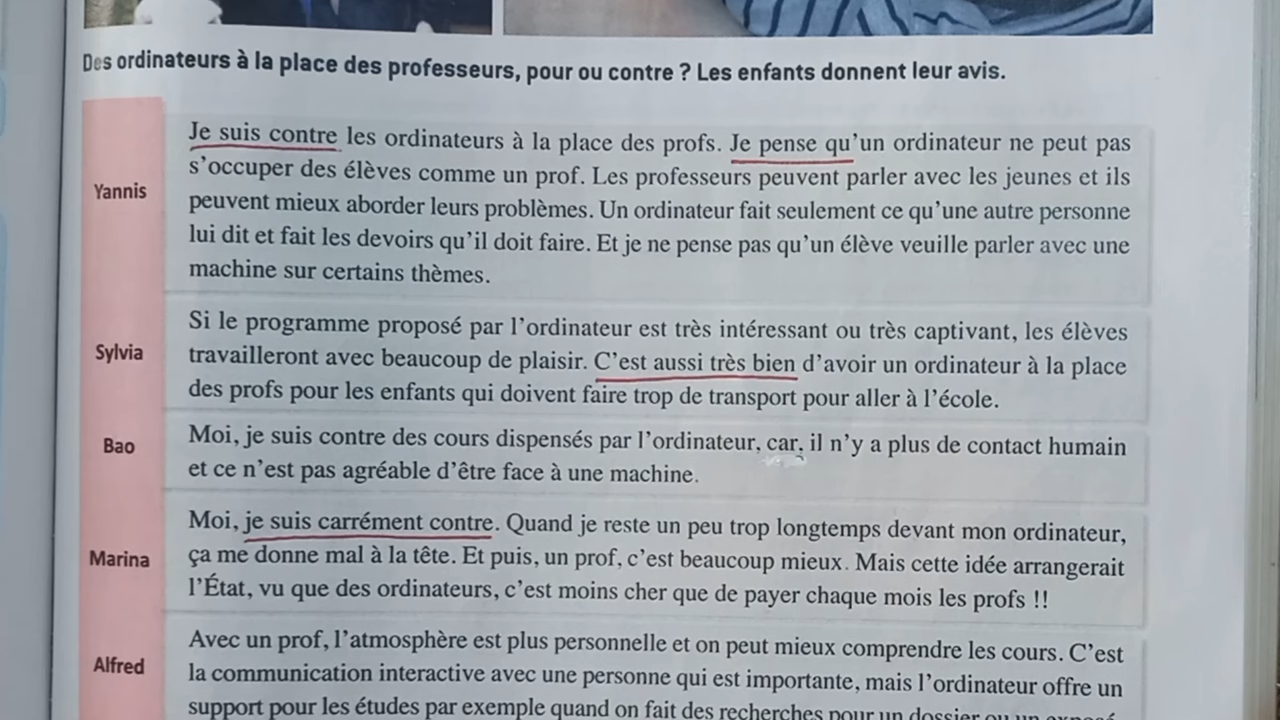 Des ordinateurs à la place des professeurs, pour ou contre ? Les enfants donnent leur avis.
Yannis
Je suis contre les ordinateurs à la place des profs. Je pense qu'un ordinateur ne peut pas
s'occuper des élèves comme un prof. Les professeurs peuvent parler avec les jeunes et ils
peuvent mieux aborder leurs problèmes. Un ordinateur fait seulement ce qu'une autre personne
lui dit et fait les devoirs qu'il doit faire. Et je ne pense pas qu'un élève veuille parler avec une
machine sur certains thèmes.
Sylvia
Si le programme proposé par l'ordinateur est très intéressant ou très captivant, les élèves
travailleront avec beaucoup de plaisir. C'est aussi très bien d'avoir un ordinateur à la place
des profs pour les enfants qui doivent faire trop de transport pour aller à l'école.
Bao
Moi, je suis contre des cours dispensés par l'ordinateur, car, il n'y a plus de contact humain
et ce n'est pas agréable d'être face à une machine.
Marina
Moi, je suis carrément contre. Quand je reste un peu trop longtemps devant mon ordinateur,
ça me donne mal à la tête. Et puis, un prof, c'est beaucoup mieux. Mais cette idée arrangerait
l'État, vu que des ordinateurs, c'est moins cher que de payer chaque mois les profs !!
Alfred
Avec un prof, l'atmosphère est plus personnelle et on peut mieux comprendre les cours. C'est
la communication interactive avec une personne qui est importante, mais l'ordinateur offre un
support pour les études par exemple quand on fait des recherches pour un dossier ou un exposé